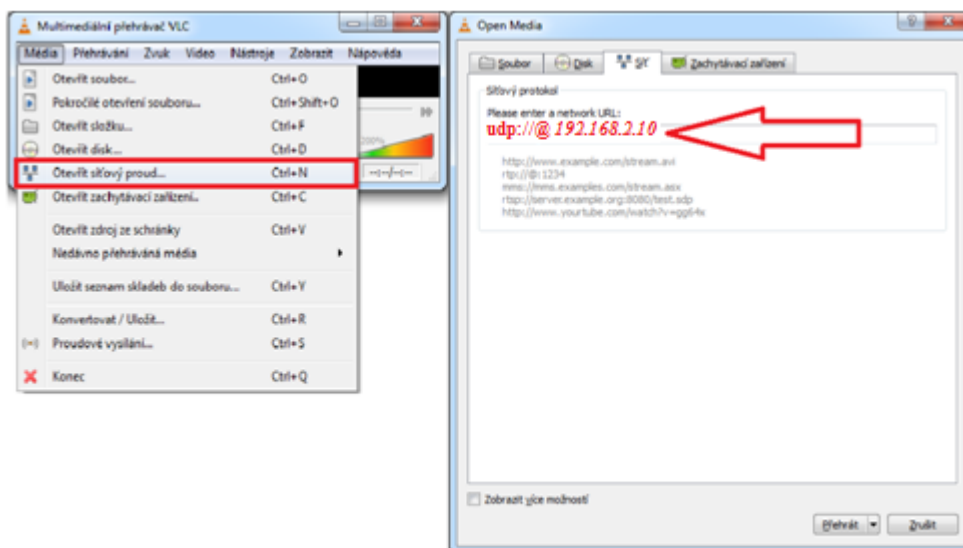 Multimediální přehrávač VLC
Média Přehrávání Zvuk Video Nástroje Zobrazit Nápověda
Otevřít soubor... Ctrl+O
Pokročilé otevření souboru... Ctrl+Shift+O
Otevřít složku... Ctrl+F
Otevřít disk... Ctrl+D
Otevřít síťový proud... Ctrl+N
Otevřít zachytávací zařízení... Ctrl+C
Otevřít zdroj ze schránky Ctrl+V
Nedávno přehrávaná média
Uložit seznam skladeb do souboru... Ctrl+Y
Konvertovat / Uložit... Ctrl+R
Proudové vysílání... Ctrl+S
Konec Ctrl+Q
200%
--:--/--:--
Open Media
Soubor Disk Síť Zachytávací zařízení
Síťový protokol
Please enter a network URL:
udp://@ 192.168.2.10
http://www.example.com/stream.avi
rtp://@:1234
mms://mms.examples.com/stream.asx
rtsp://server.example.org:8080/test.sdp
http://www.yourtube.com/watch?v=gg64x
Zobrazit více možností
Přehrát Zrušit